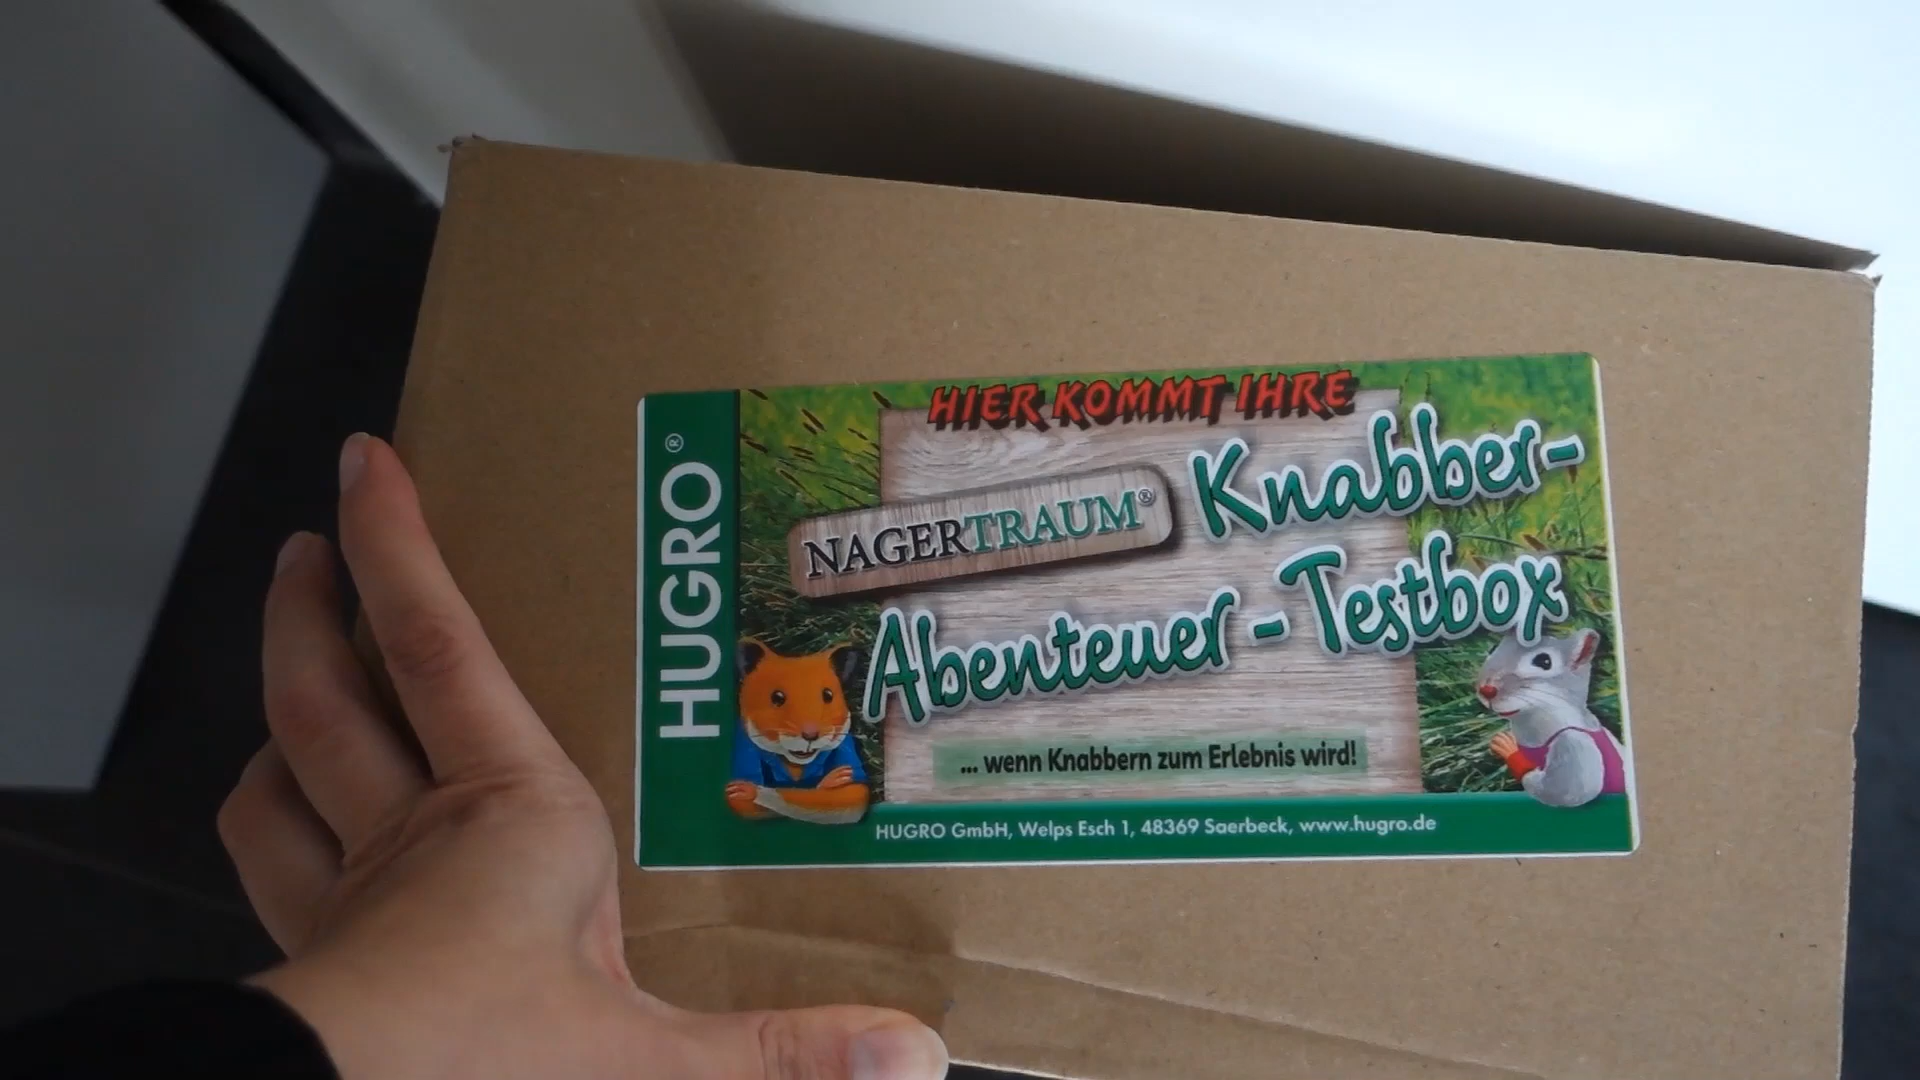 HUGRO®
HIER KOMMT IHRE
NAGERTRAUM® Knabber-
Abenteuer-Testbox
... wenn Knabbern zum Erlebnis wird!
HUGRO GmbH, Welps Esch 1, 48369 Saerbeck, www.hugro.de